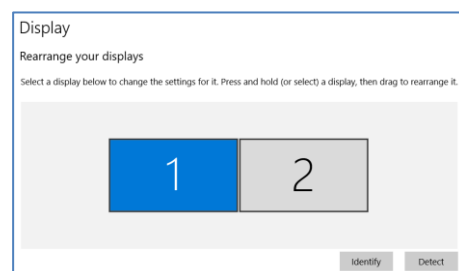 Display
Rearrange your displays
Select a display below to change the settings for it. Press and hold (or select) a display, then drag to rearrange it.
1 2
Identify Detect